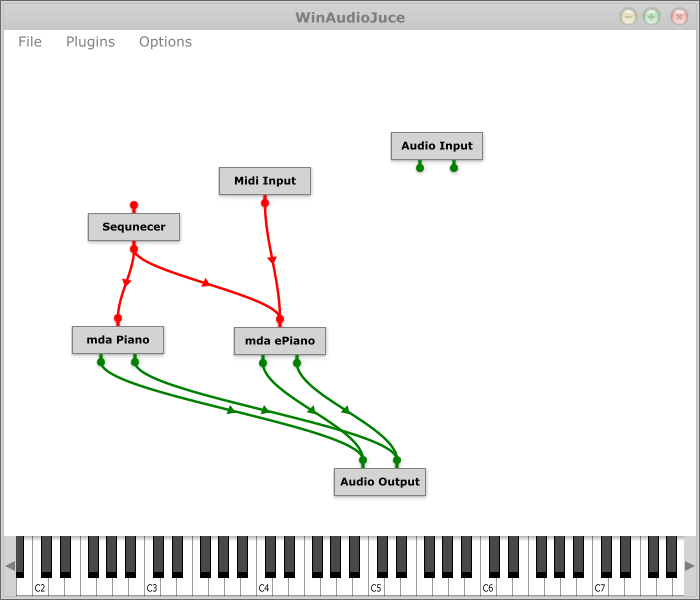 WinAudioJuce
File Plugins Options
Audio Input
Midi Input
Sequnecer
mda Piano
mda ePiano
Audio Output
C2 C3 C4 C5 C6 C7